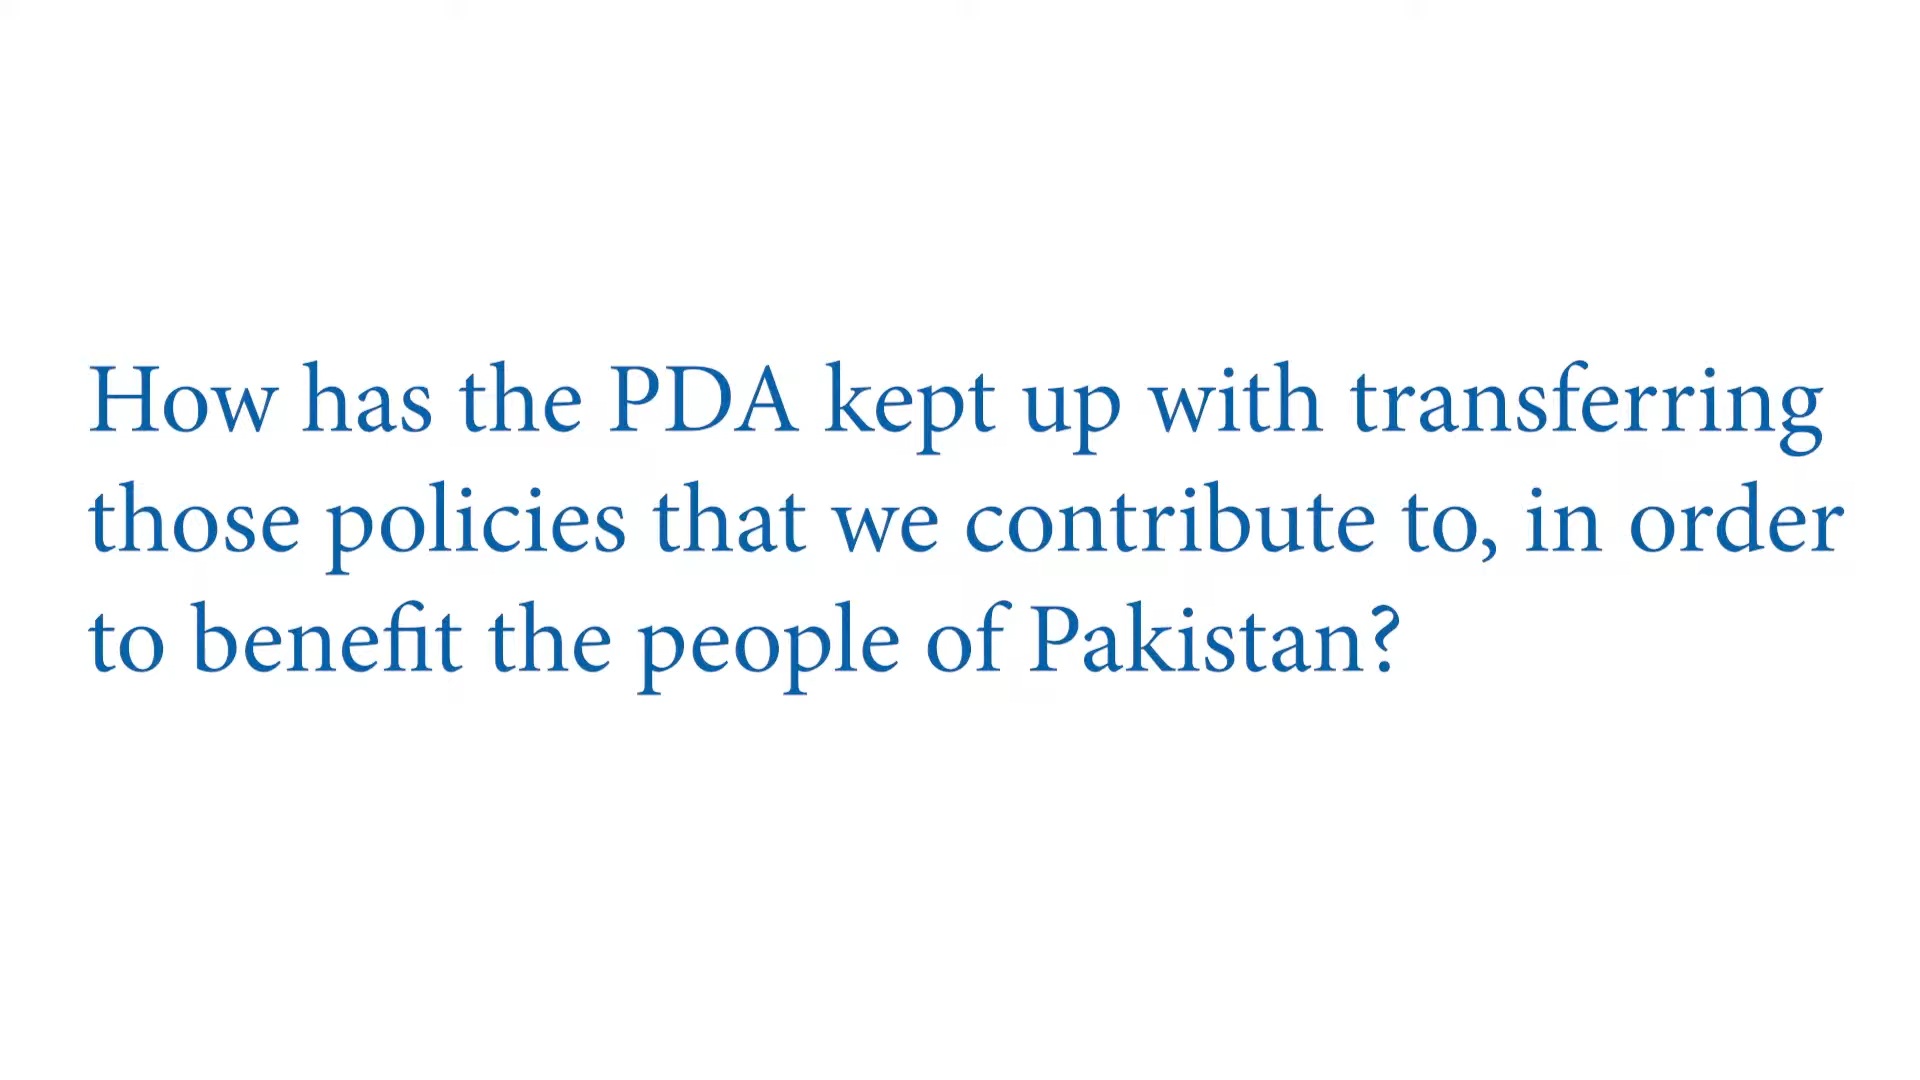 How has the PDA kept up with transferring
those policies that we contribute to, in order
to benefit the people of Pakistan?